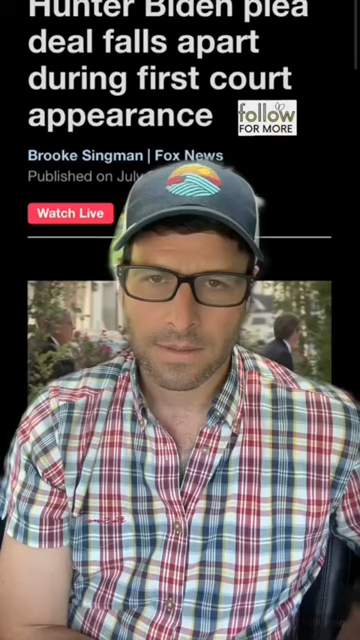 Hunter Biden plea
deal falls apart
during first court
appearance
follow
FOR MORE
Brooke Singman | Fox News
Published on July
Watch Live